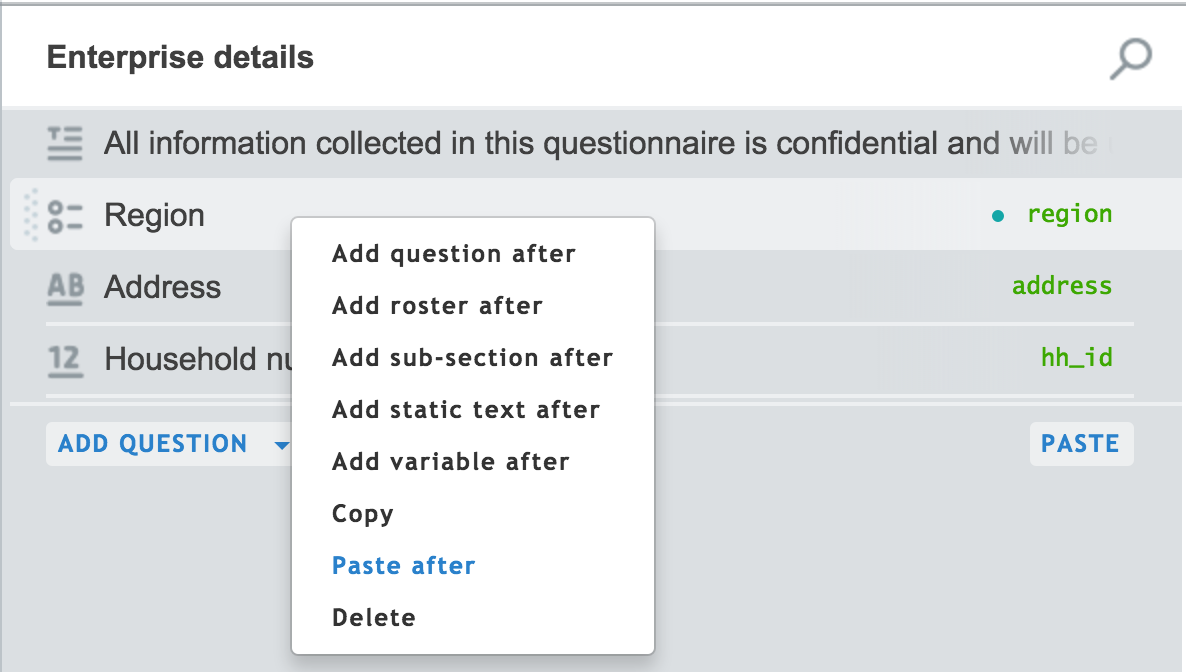 Enterprise details
All information collected in this questionnaire is confidential and will be
Region region
AB Address address
12 Household nu hh_id
ADD QUESTION PASTE
Add question after
Add roster after
Add sub-section after
Add static text after
Add variable after
Copy
Paste after
Delete